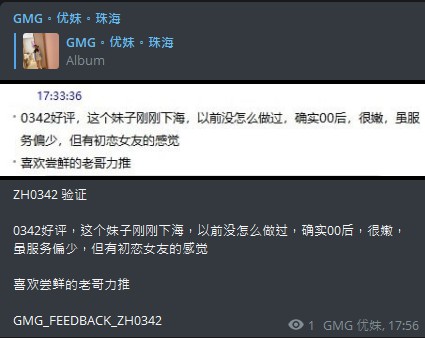 GMG。优妹。珠海
GMG。优妹。珠海
Album
17:33:36
· 0342好评，这个妹子刚刚下海，以前没怎么做过，确实00后，很嫩，虽服
务偏少，但有初恋女友的感觉
· 喜欢尝鲜的老哥力推
ZH0342 验证
0342好评，这个妹子刚刚下海，以前没怎么做过，确实00后，很嫩，
虽服务偏少，但有初恋女友的感觉
喜欢尝鲜的老哥力推
GMG_FEEDBACK_ZH0342
1 GMG 优妹, 17:56